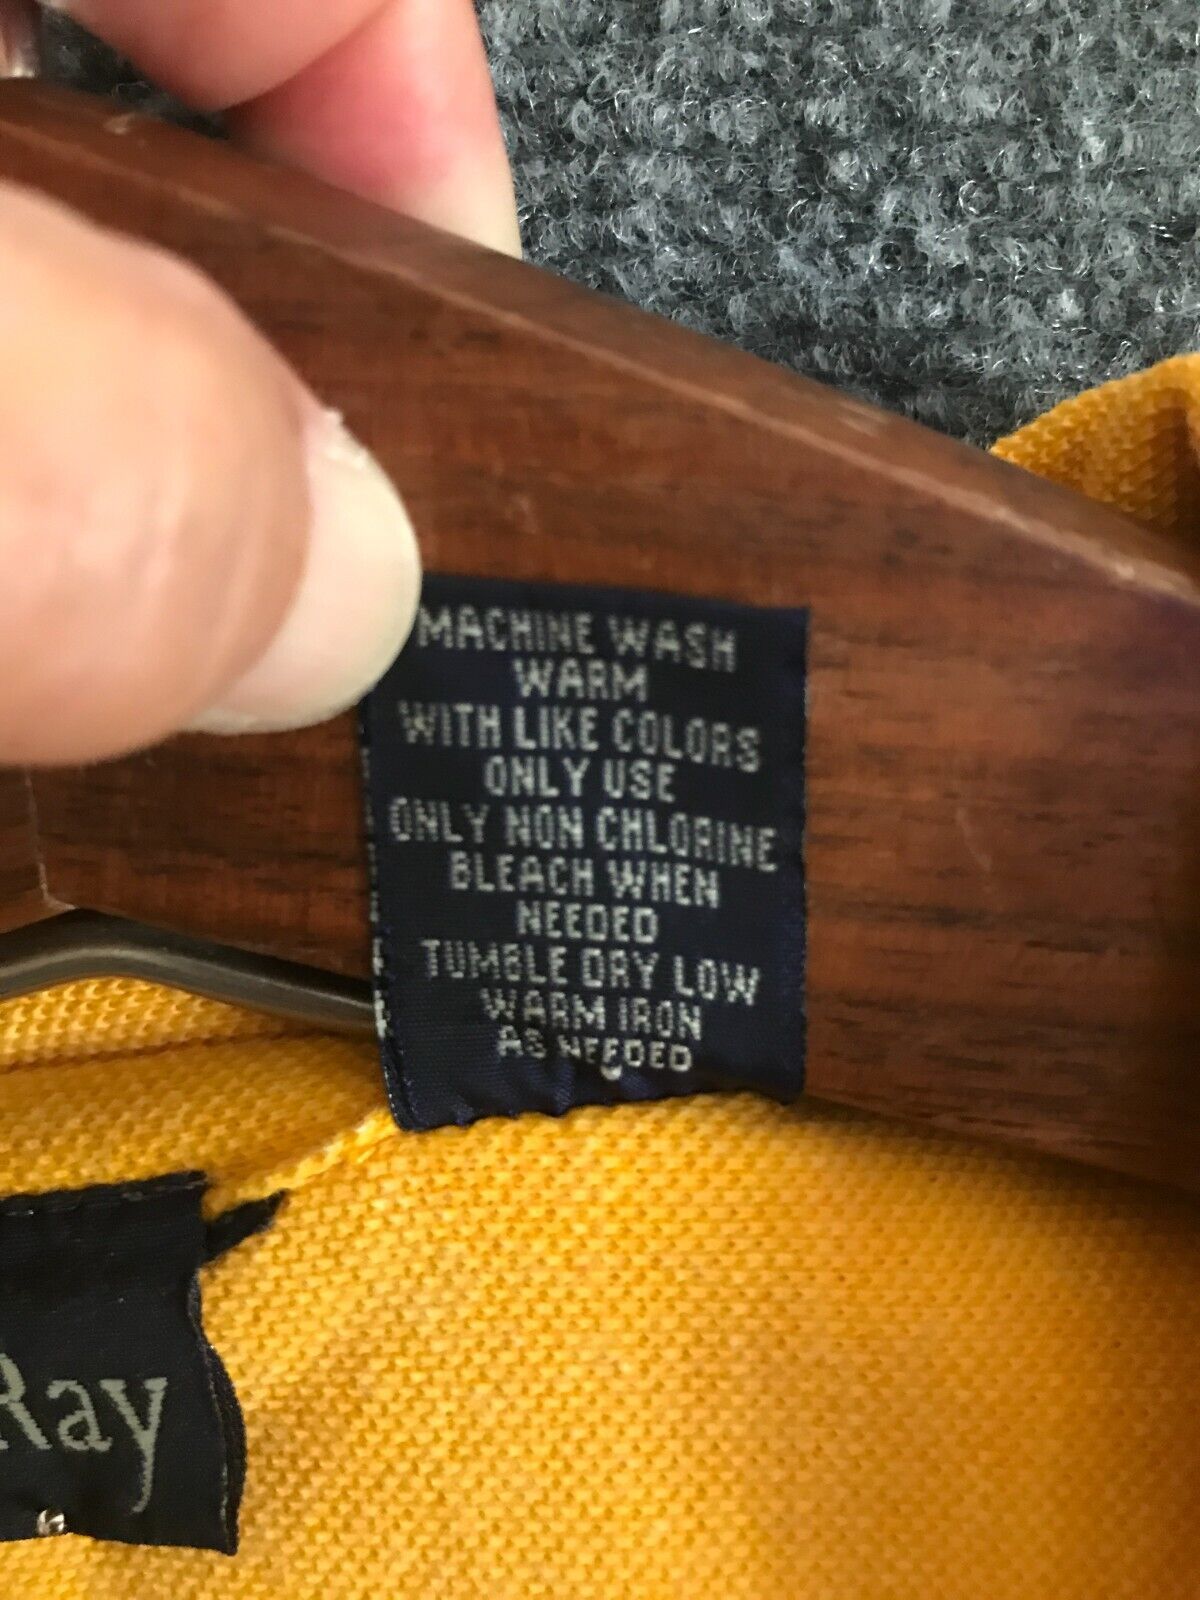 MACHINE WASH
WARM
WITH LIKE COLORS
ONLY USE
ONLY NON CHLORINE
BLEACH WHEN
NEEDED
TUMBLE DRY LOW
WARM IRON
AS NEEDED
Ray